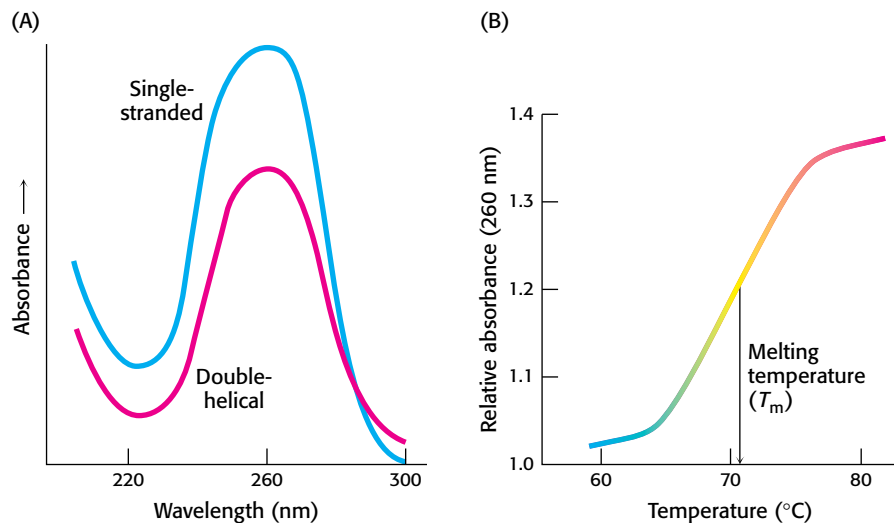 (A)
Single-
stranded
Double-
helical
Absorbance →
220
260
300
Wavelength (nm)
(B)
1.4
1.3
1.2
1.1
1.0
Relative absorbance (260 nm)
Melting
temperature
(Tm)
60
70
80
Temperature (°C)